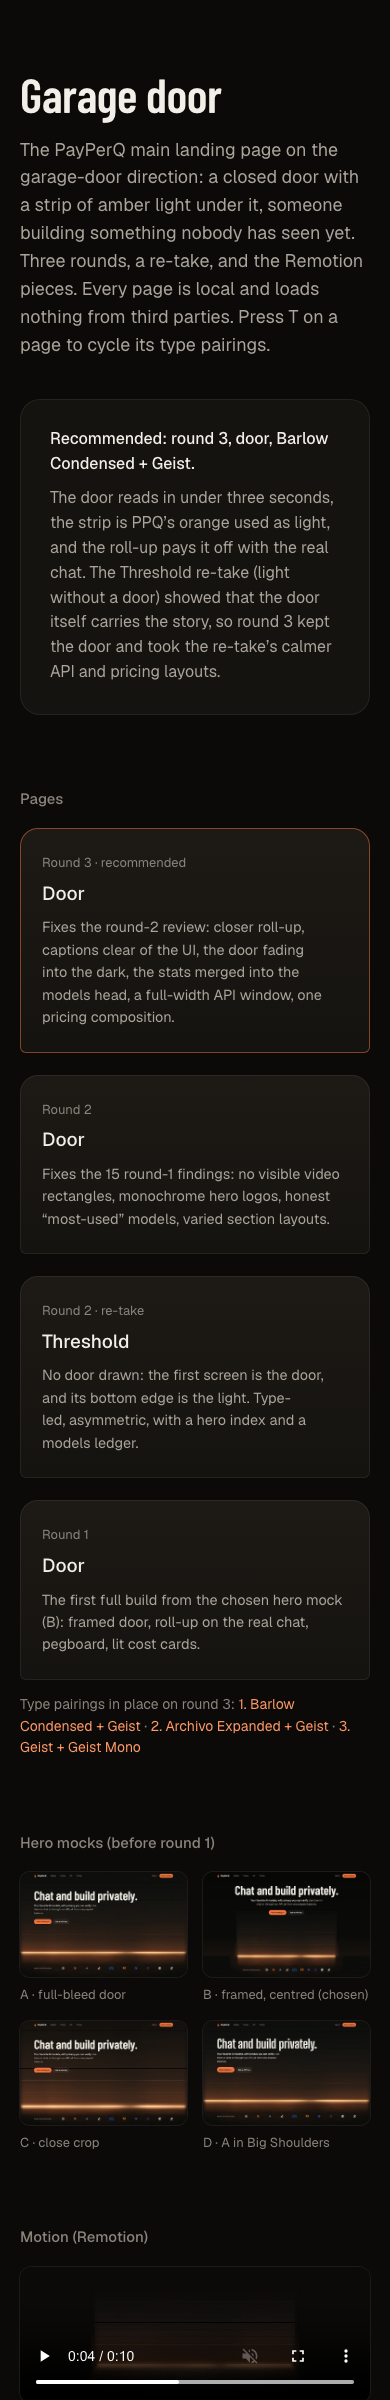 Garage door
The PayPerQ main landing page on the
garage-door direction: a closed door with
a strip of amber light under it, someone
building something nobody has seen yet.
Three rounds, a re-take, and the Remotion
pieces. Every page is local and loads
nothing from third parties. Press T on a
page to cycle its type pairings.
Recommended: round 3, door, Barlow
Condensed + Geist.
The door reads in under three seconds,
the strip is PPQ’s orange used as light,
and the roll-up pays it off with the real
chat. The Threshold re-take (light
without a door) showed that the door
itself carries the story, so round 3 kept
the door and took the re-take’s calmer
API and pricing layouts.
Pages
Round 3 · recommended
Door
Fixes the round-2 review: closer roll-up,
captions clear of the UI, the door fading
into the dark, the stats merged into the
models head, a full-width API window, one
pricing composition.
Round 2
Door
Fixes the 15 round-1 findings: no visible video
rectangles, monochrome hero logos, honest
“most-used” models, varied section layouts.
Round 2 · re-take
Threshold
No door drawn: the first screen is the door,
and its bottom edge is the light. Type-
led, asymmetric, with a hero index and a
models ledger.
Round 1
Door
The first full build from the chosen hero mock
(B): framed door, roll-up on the real chat,
pegboard, lit cost cards.
Type pairings in place on round 3: 1. Barlow
Condensed + Geist · 2. Archivo Expanded + Geist · 3.
Geist + Geist Mono
Hero mocks (before round 1)
Chat and build privately.
Chat and build privately.
A · full-bleed door
B · framed, centred (chosen)
Chat and build privately.
Chat and build privately.
C · close crop
D · A in Big Shoulders
Motion (Remotion)
0:04 / 0:10